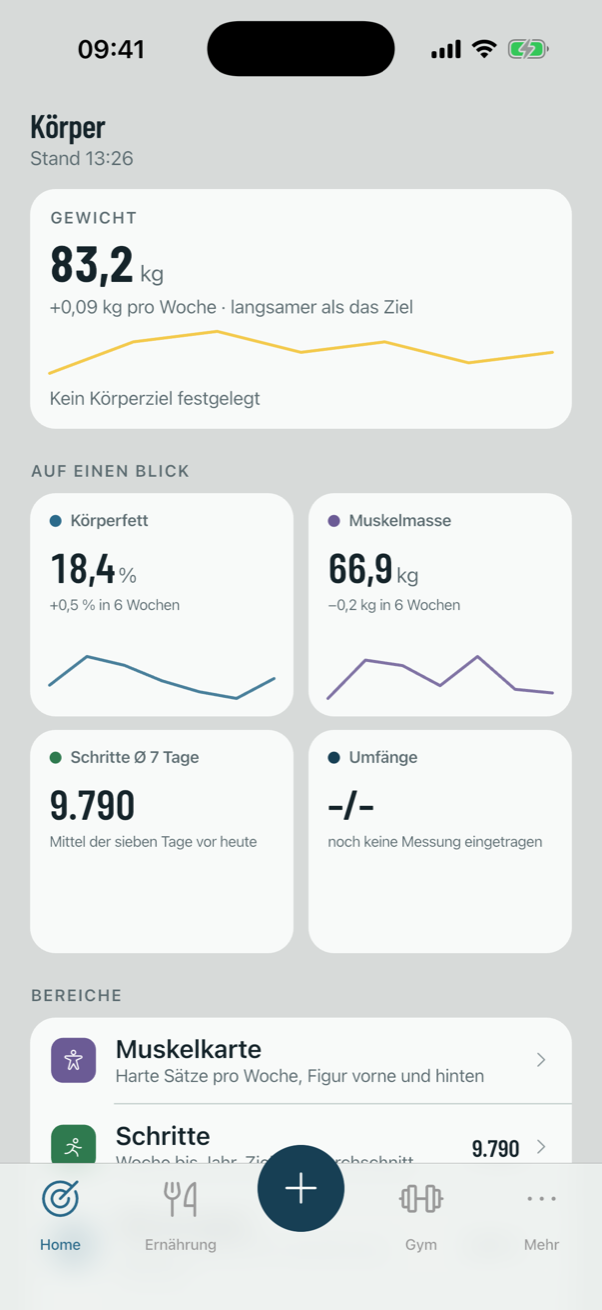 09:41
Körper
Stand 13:26
GEWICHT
83,2 kg
+0,09 kg pro Woche · langsamer als das Ziel
Kein Körperziel festgelegt
AUF EINEN BLICK
Körperfett
18,4 %
+0,5 % in 6 Wochen
Muskelmasse
66,9 kg
−0,2 kg in 6 Wochen
Schritte Ø 7 Tage
9.790
Mittel der sieben Tage vor heute
Umfänge
–/–
noch keine Messung eingetragen
BEREICHE
Muskelkarte
Harte Sätze pro Woche, Figur vorne und hinten
Schritte
9.790
Woche bis Jahr,
Home
Ernährung
Gym
Mehr